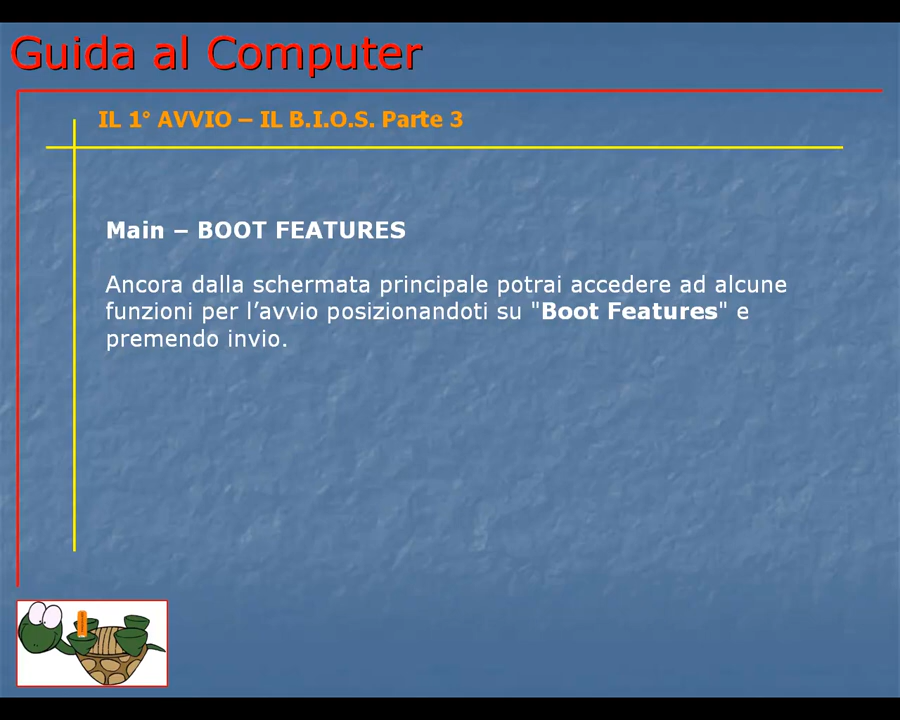 Guida al Computer
IL 1° AVVIO – IL B.I.O.S. Parte 3
Main – BOOT FEATURES
Ancora dalla schermata principale potrai accedere ad alcune
funzioni per l’avvio posizionandoti su "Boot Features" e
premendo invio.